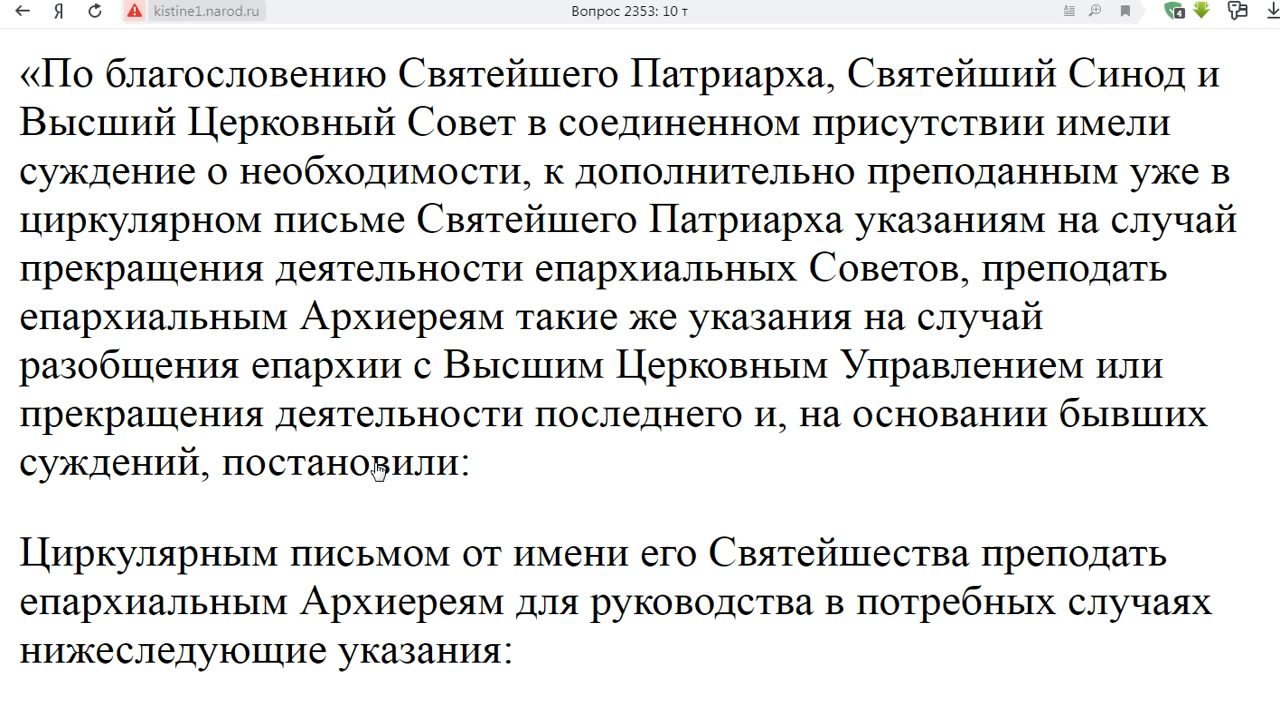 kistine1.narod.ru
Вопрос 2353: 10 т
4
«По благословению Святейшего Патриарха, Святейший Синод и
Высший Церковный Совет в соединенном присутствии имели
суждение о необходимости, к дополнительно преподанным уже в
циркулярном письме Святейшего Патриарха указаниям на случай
прекращения деятельности епархиальных Советов, преподать
епархиальным Архиереям такие же указания на случай
разобщения епархии с Высшим Церковным Управлением или
прекращения деятельности последнего и, на основании бывших
суждений, постановили:
Циркулярным письмом от имени его Святейшества преподать
епархиальным Архиереям для руководства в потребных случаях
нижеследующие указания: